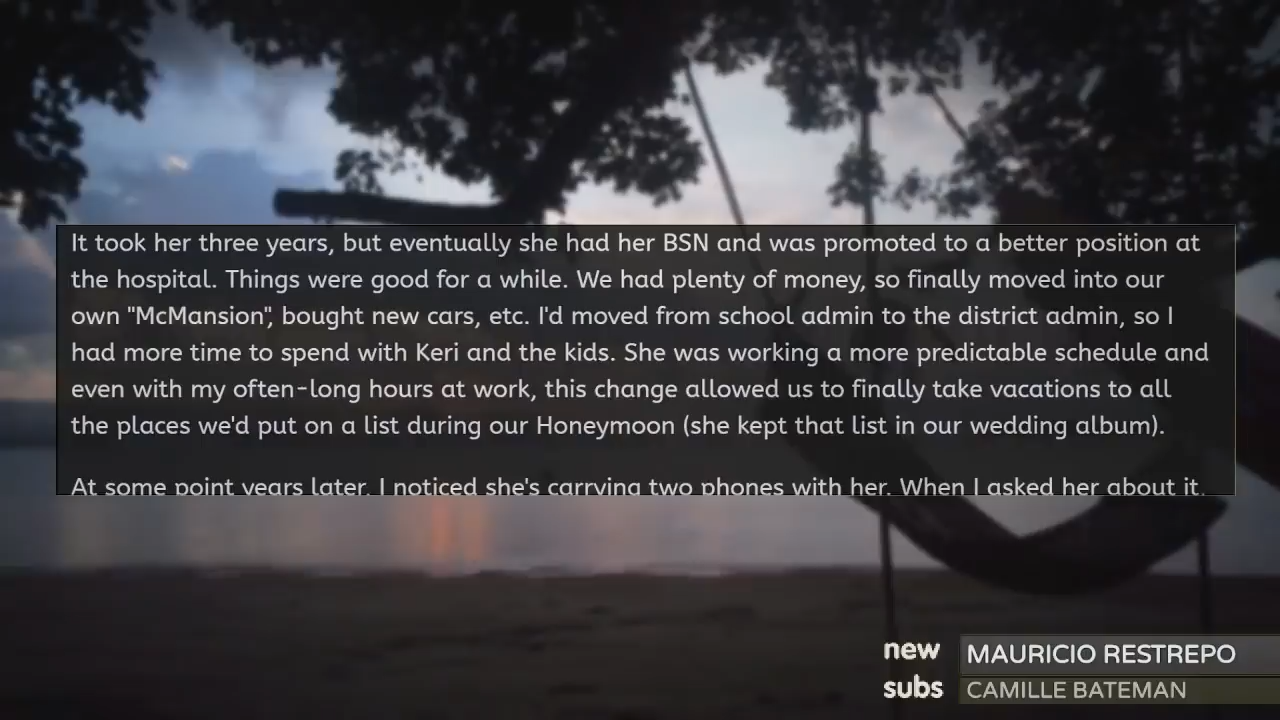 It took her three years, but eventually she had her BSN and was promoted to a better position at
the hospital. Things were good for a while. We had plenty of money, so finally moved into our
own "McMansion", bought new cars, etc. I'd moved from school admin to the district admin, so I
had more time to spend with Keri and the kids. She was working a more predictable schedule and
even with my often-long hours at work, this change allowed us to finally take vacations to all
the places we'd put on a list during our Honeymoon (she kept that list in our wedding album).
At some point years later, I noticed she's carrying two phones with her. When I asked her about it,
new
MAURICIO RESTREPO
subs
CAMILLE BATEMAN